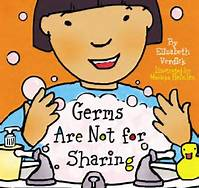 By
Elizabeth
Verdick
Illustrated by
Marieka Heinlen
Germs
Are Not for
Sharing